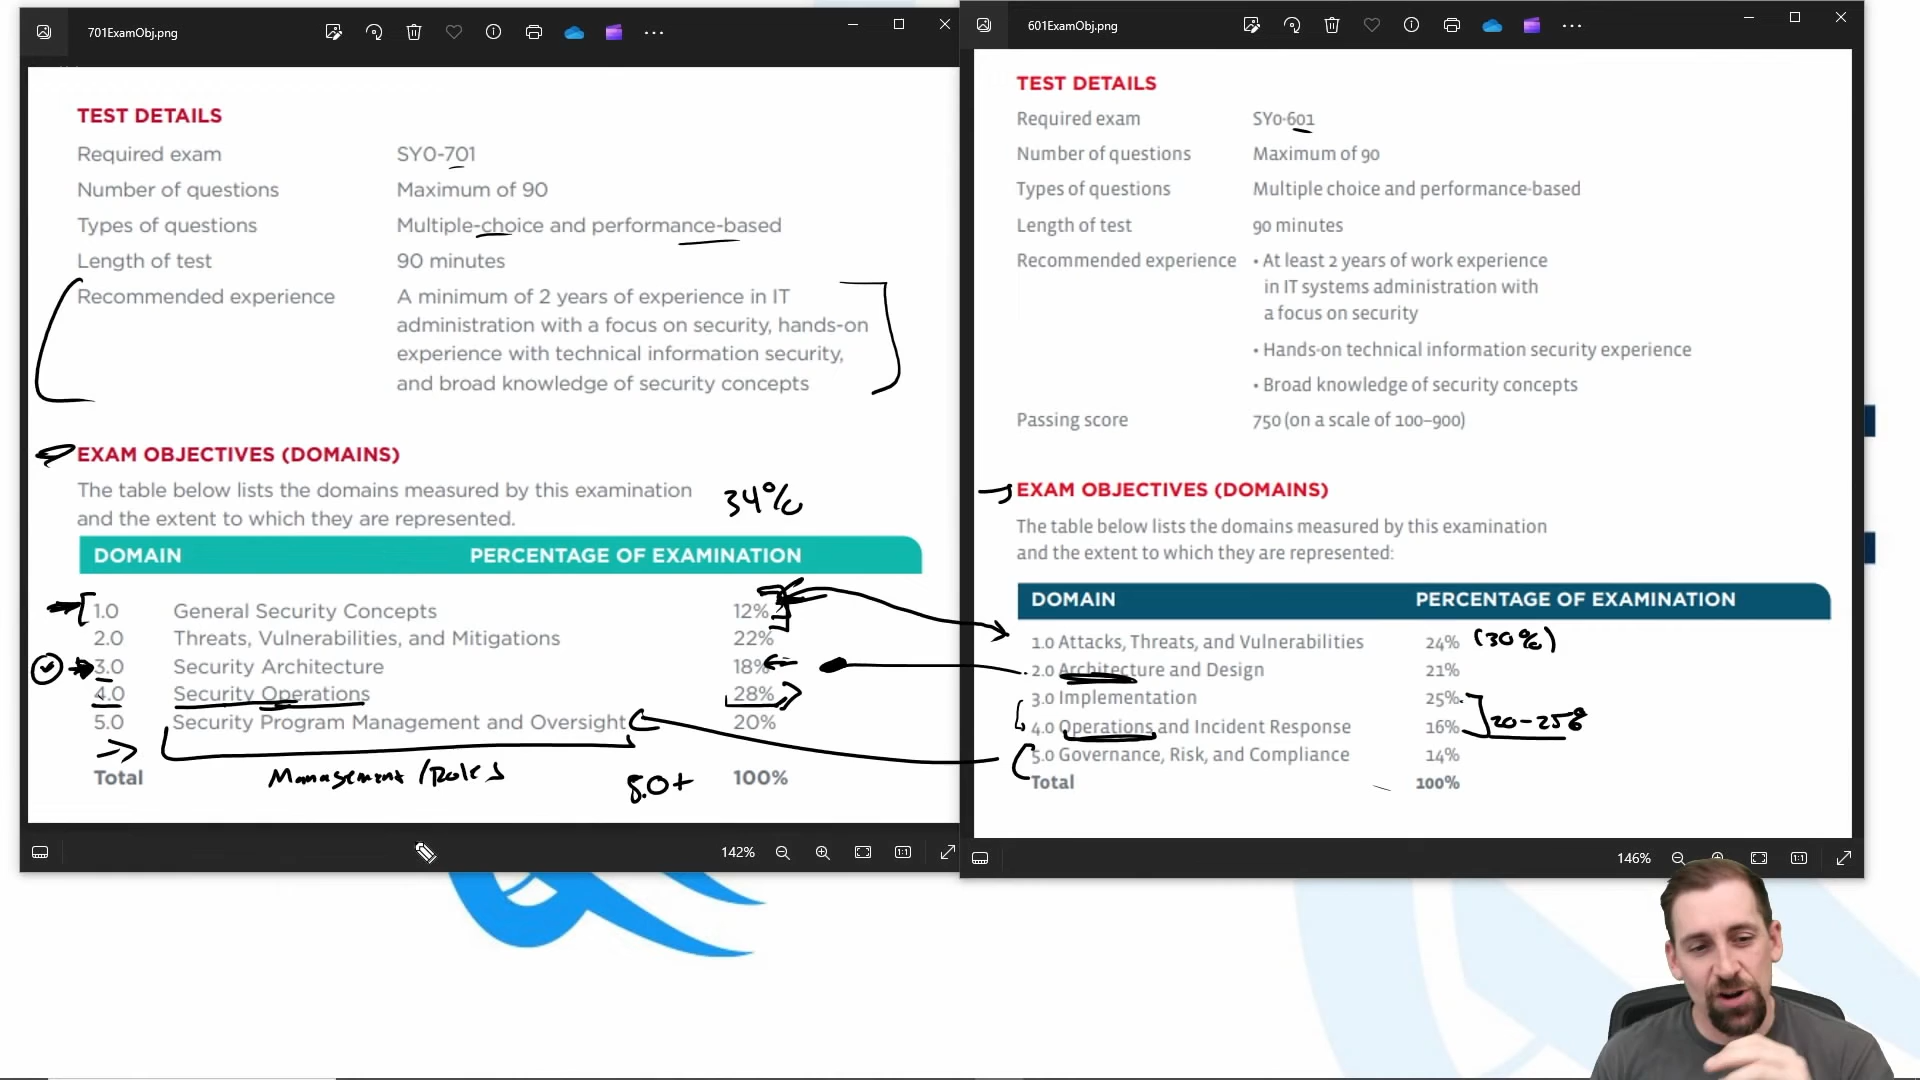 701ExamObj.png
TEST DETAILS
Required exam SY0-701
Number of questions Maximum of 90
Types of questions Multiple-choice and performance-based
Length of test 90 minutes
Recommended experience A minimum of 2 years of experience in IT
administration with a focus on security, hands-on
experience with technical information security,
and broad knowledge of security concepts
EXAM OBJECTIVES (DOMAINS)
The table below lists the domains measured by this examination
and the extent to which they are represented.
34%
DOMAIN PERCENTAGE OF EXAMINATION
1.0 General Security Concepts 12%
2.0 Threats, Vulnerabilities, and Mitigations 22%
3.0 Security Architecture 18%
4.0 Security Operations 28%
5.0 Security Program Management and Oversight 20%
Total 100%
Management / Roles
5.0+
142%
1:1
601ExamObj.png
TEST DETAILS
Required exam SY0-601
Number of questions Maximum of 90
Types of questions Multiple choice and performance-based
Length of test 90 minutes
Recommended experience • At least 2 years of work experience
in IT systems administration with
a focus on security
• Hands-on technical information security experience
• Broad knowledge of security concepts
Passing score 750 (on a scale of 100–900)
EXAM OBJECTIVES (DOMAINS)
The table below lists the domains measured by this examination
and the extent to which they are represented:
DOMAIN PERCENTAGE OF EXAMINATION
1.0 Attacks, Threats, and Vulnerabilities 24% (30%)
2.0 Architecture and Design 21%
3.0 Implementation 25%
4.0 Operations and Incident Response 16%
20-25%
5.0 Governance, Risk, and Compliance 14%
Total 100%
146%
1:1